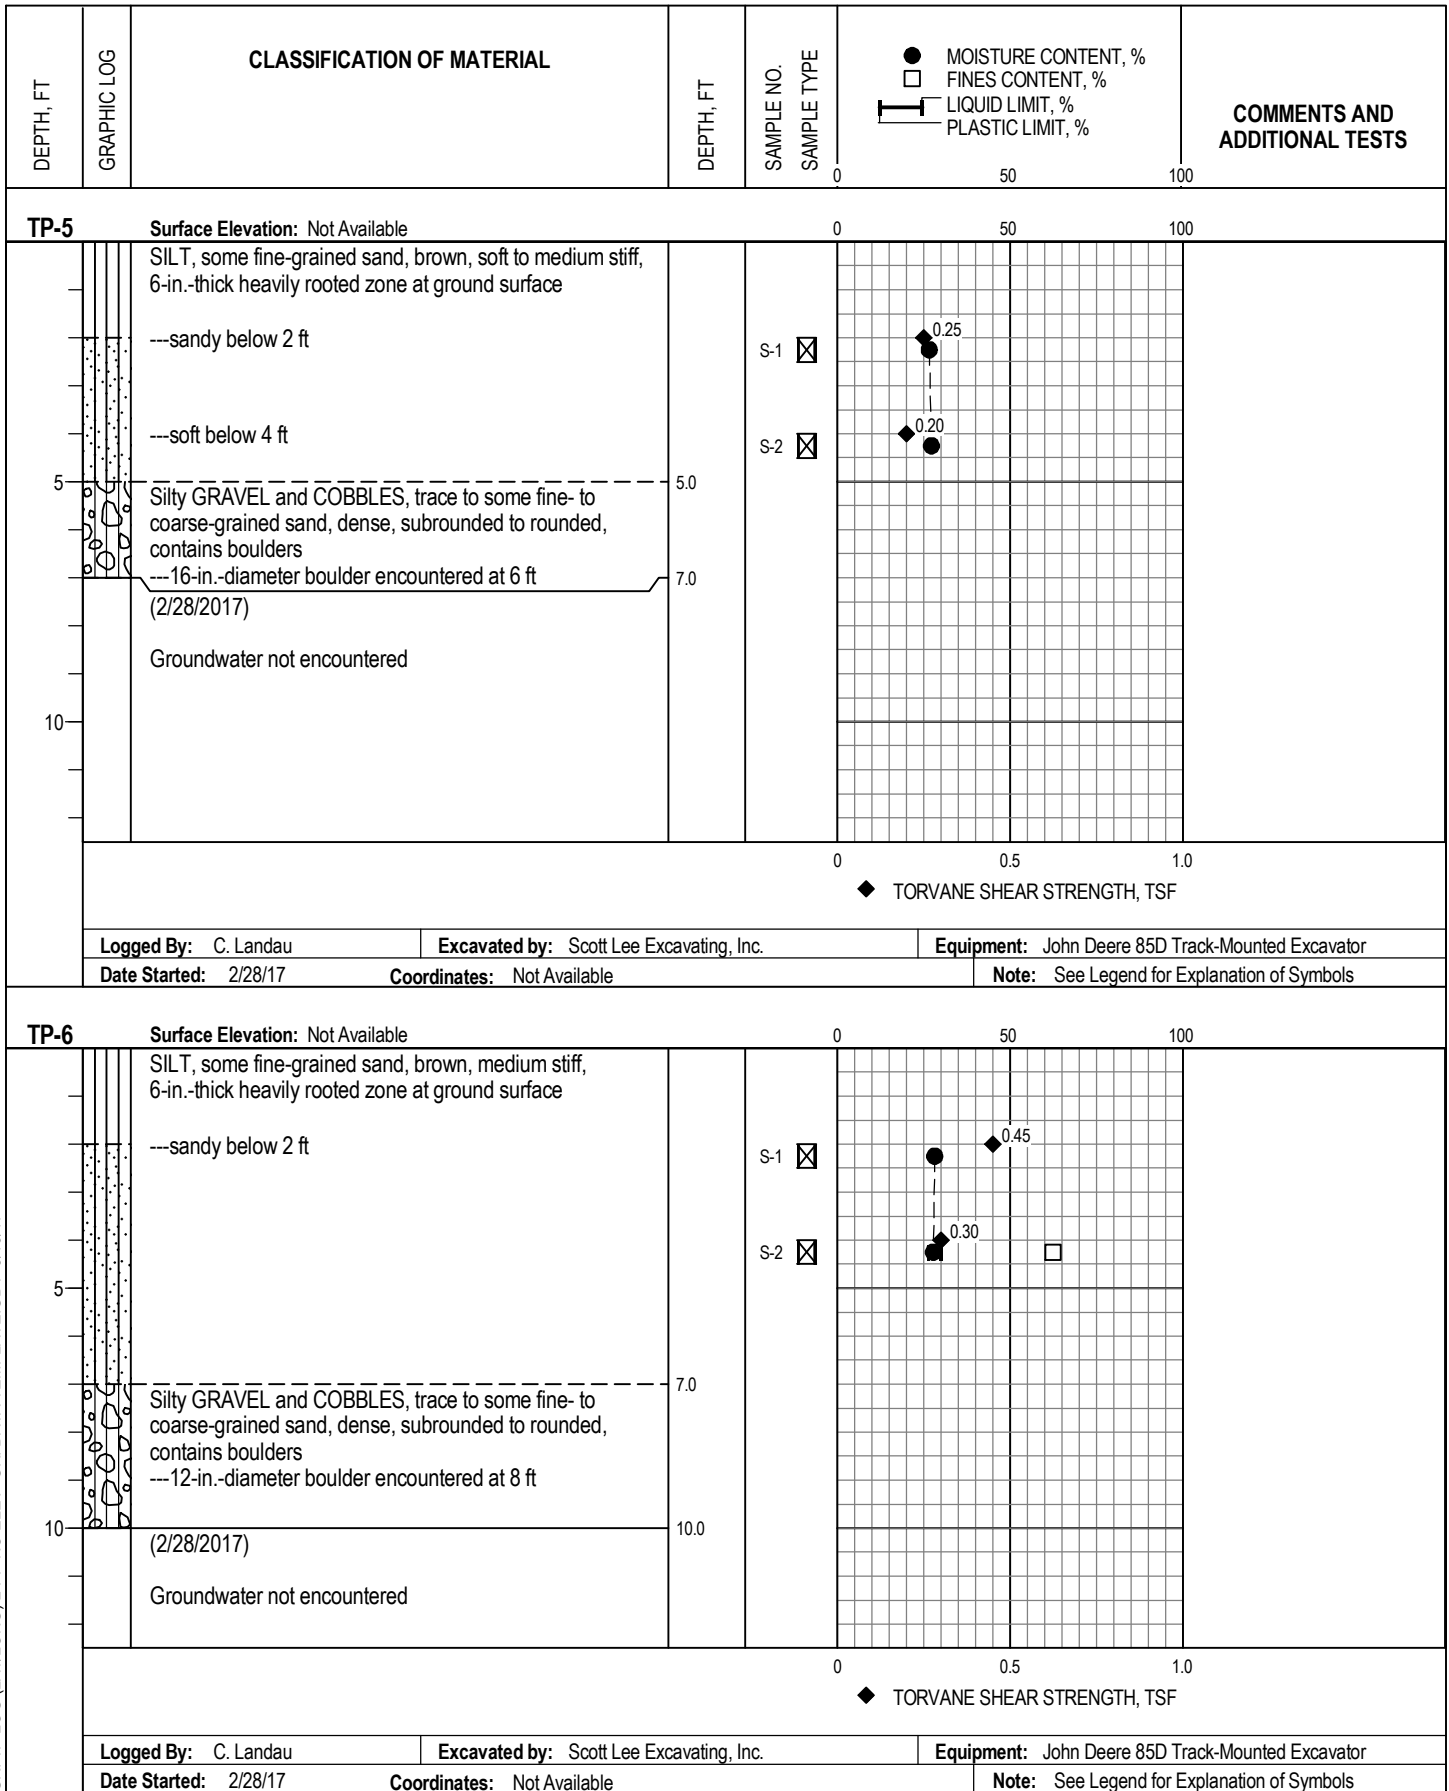 DEPTH, FT
GRAPHIC LOG
CLASSIFICATION OF MATERIAL
DEPTH, FT
SAMPLE NO.
SAMPLE TYPE
MOISTURE CONTENT, %
FINES CONTENT, %
LIQUID LIMIT, %
PLASTIC LIMIT, %
0 50 100
COMMENTS AND
ADDITIONAL TESTS
TP-5 Surface Elevation: Not Available 0 50 100
SILT, some fine-grained sand, brown, soft to medium stiff,
6-in.-thick heavily rooted zone at ground surface
---sandy below 2 ft
0.25
S-1
---soft below 4 ft
0.20
S-2
5 5.0
Silty GRAVEL and COBBLES, trace to some fine- to
coarse-grained sand, dense, subrounded to rounded,
contains boulders
---16-in.-diameter boulder encountered at 6 ft 7.0
(2/28/2017)
Groundwater not encountered
10
0 0.5 1.0
TORVANE SHEAR STRENGTH, TSF
Logged By: C. Landau Excavated by: Scott Lee Excavating, Inc. Equipment: John Deere 85D Track-Mounted Excavator
Date Started: 2/28/17 Coordinates: Not Available Note: See Legend for Explanation of Symbols
TP-6 Surface Elevation: Not Available 0 50 100
SILT, some fine-grained sand, brown, medium stiff,
6-in.-thick heavily rooted zone at ground surface
---sandy below 2 ft
0.45
S-1
0.30
S-2
5
7.0
Silty GRAVEL and COBBLES, trace to some fine- to
coarse-grained sand, dense, subrounded to rounded,
contains boulders
---12-in.-diameter boulder encountered at 8 ft
10 10.0
(2/28/2017)
Groundwater not encountered
0 0.5 1.0
TORVANE SHEAR STRENGTH, TSF
Logged By: C. Landau Excavated by: Scott Lee Excavating, Inc. Equipment: John Deere 85D Track-Mounted Excavator
Date Started: 2/28/17 Coordinates: Not Available Note: See Legend for Explanation of Symbols